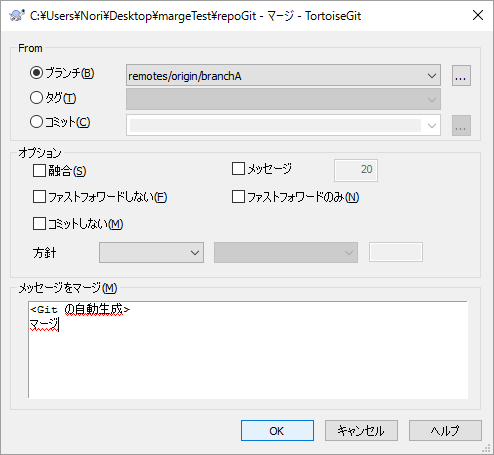 C:¥Users¥Nori¥Desktop¥margeTest¥repoGit - マージ - TortoiseGit
From
ブランチ(B)
remotes/origin/branchA
...
タグ(T)
コミット(C)
...
オプション
融合(S)
メッセージ
20
ファストフォワードしない(F)
ファストフォワードのみ(N)
コミットしない(M)
方針
メッセージをマージ(M)
<Git の自動生成>
マージ
OK
キャンセル
ヘルプ